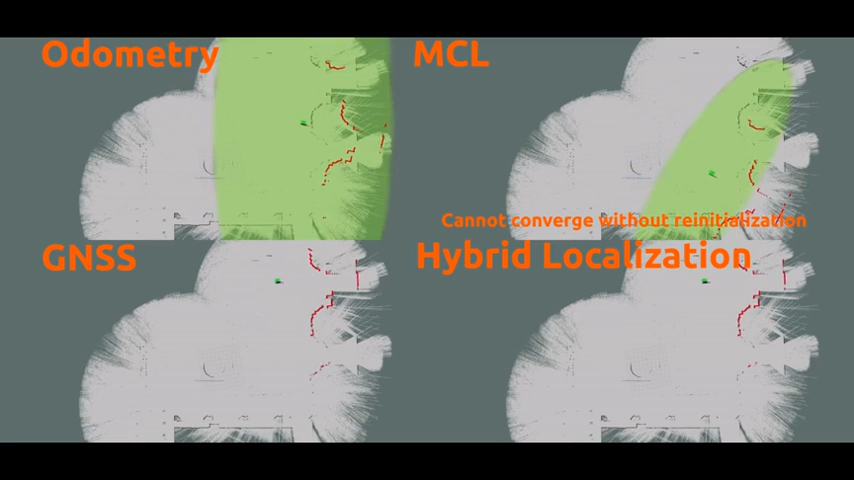 Odometry
MCL
Cannot converge without reinitialization
GNSS
Hybrid Localization